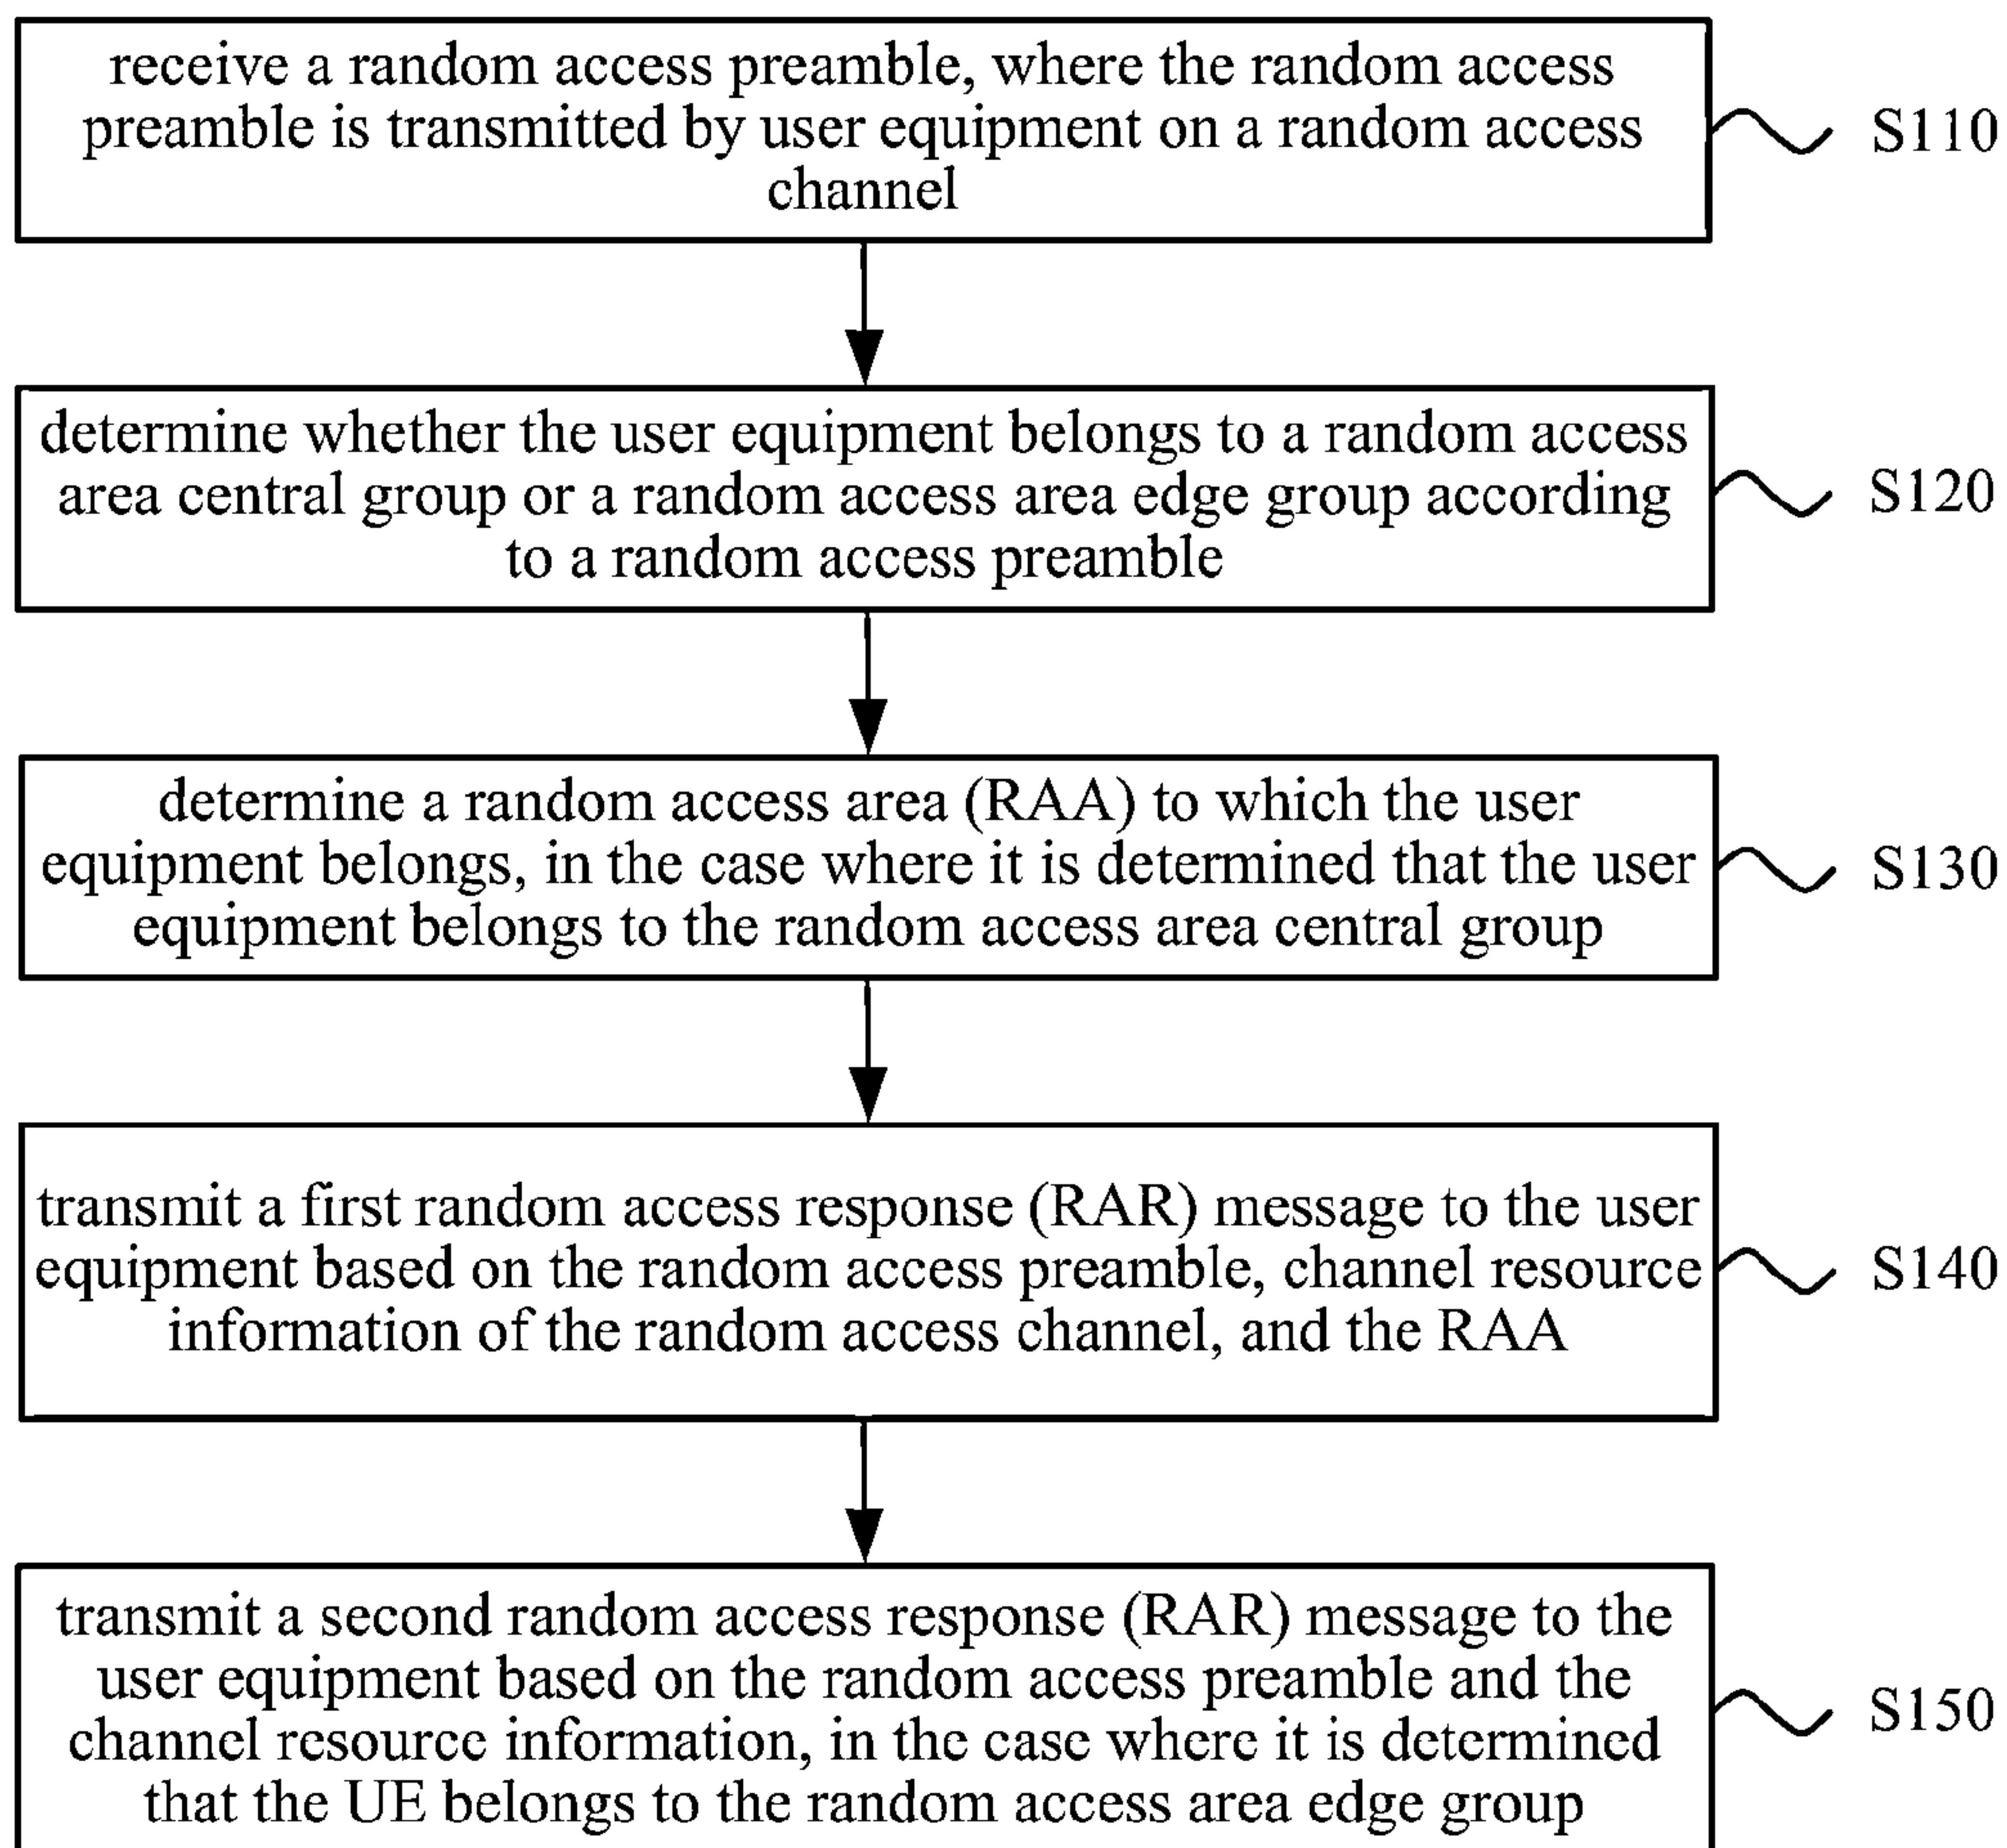 receive a random access preamble, where the random access
preamble is transmitted by user equipment on a random access
channel
S110
determine whether the user equipment belongs to a random access
area central group or a random access area edge group according
to a random access preamble
S120
determine a random access area (RAA) to which the user
equipment belongs, in the case where it is determined that the user
equipment belongs to the random access area central group
S130
transmit a first random access response (RAR) message to the user
equipment based on the random access preamble, channel resource
information of the random access channel, and the RAA
S140
transmit a second random access response (RAR) message to the
user equipment based on the random access preamble and the
channel resource information, in the case where it is determined
that the UE belongs to the random access area edge group
S150